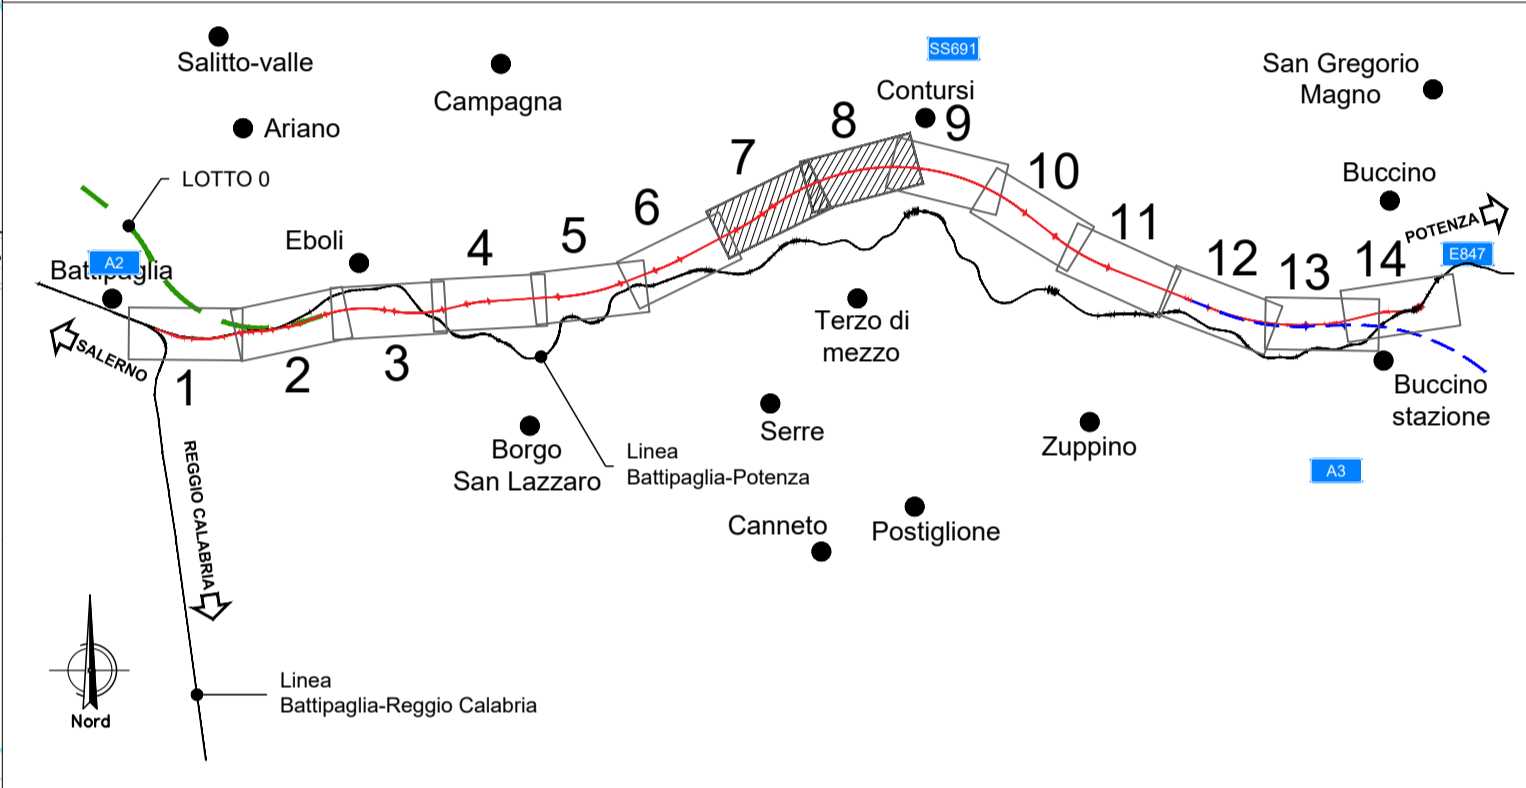 Salitto-valle
Campagna
SS691
Contursi
San Gregorio
Magno
Ariano
LOTTO 0
Buccino
POTENZA
E847
Eboli
A2
Battipaglia
SALERNO
1
2
3
4
5
6
7
8
9
10
11
12
13
14
Terzo di
mezzo
Buccino
stazione
Serre
Zuppino
Borgo
San Lazzaro
Linea
Battipaglia-Potenza
A3
REGGIO CALABRIA
Canneto
Postiglione
Linea
Battipaglia-Reggio Calabria
Nord